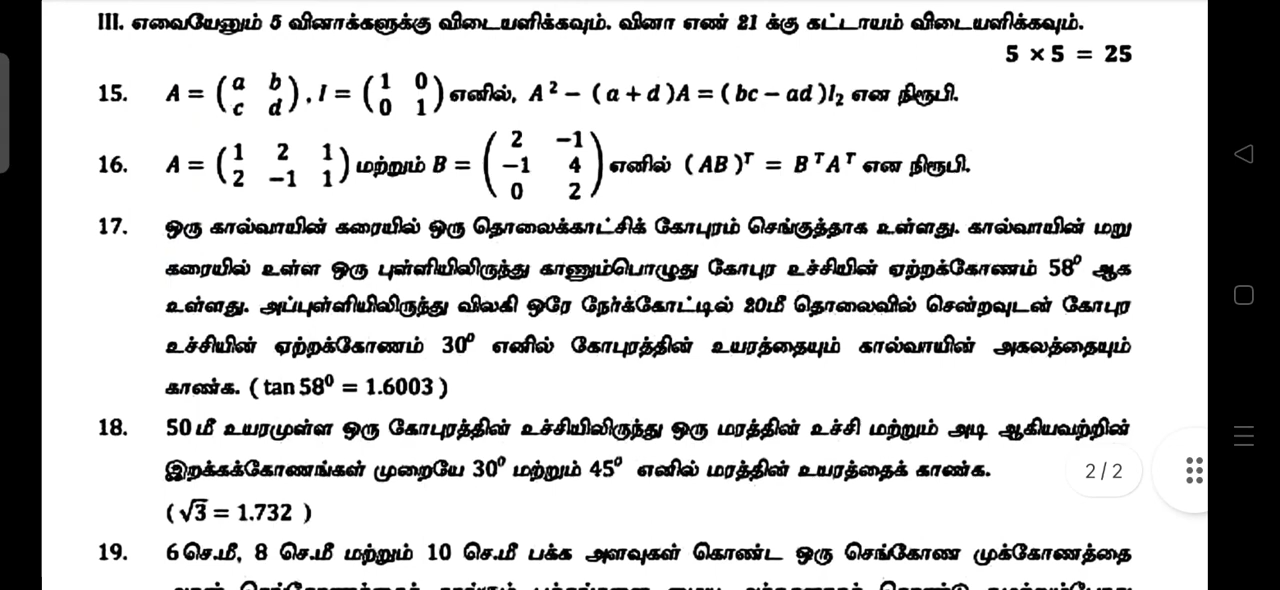 III. எவையேனும் 5 வினாக்களுக்கு விடையளிக்கவும். வினா எண் 21 க்கு கட்டாயம் விடையளிக்கவும்.
5 × 5 = 25
15. A = (a b c d), I = (1 0 0 1) எனில், A² − (a + d)A = (bc − ad)I₂ என நிரூபி.
16. A = (1 2 1 2 −1 1) மற்றும் B = (2 −1 −1 4 0 2) எனில் (AB)ᵀ = BᵀAᵀ என நிரூபி.
17. ஒரு கால்வாயின் கரையில் ஒரு தொலைக்காட்சிக் கோபுரம் செங்குத்தாக உள்ளது. கால்வாயின் மறு
கரையில் உள்ள ஒரு புள்ளியிலிருந்து காணும்பொழுது கோபுர உச்சியின் ஏற்றக்கோணம் 58⁰ ஆக
உள்ளது. அப்புள்ளியிலிருந்து விலகி ஒரே நேர்க்கோட்டில் 20மீ தொலைவில் சென்றவுடன் கோபுர
உச்சியின் ஏற்றக்கோணம் 30⁰ எனில் கோபுரத்தின் உயரத்தையும் கால்வாயின் அகலத்தையும்
காண்க. (tan 58⁰ = 1.6003)
18. 50 மீ உயரமுள்ள ஒரு கோபுரத்தின் உச்சியிலிருந்து ஒரு மரத்தின் உச்சி மற்றும் அடி ஆகியவற்றின்
இறக்கக்கோணங்கள் முறையே 30⁰ மற்றும் 45⁰ எனில் மரத்தின் உயரத்தைக் காண்க.
2/2
(√3 = 1.732 )
19. 6 செ.மீ, 8 செ.மீ மற்றும் 10 செ.மீ பக்க அளவுகள் கொண்ட ஒரு செங்கோண முக்கோணத்தை